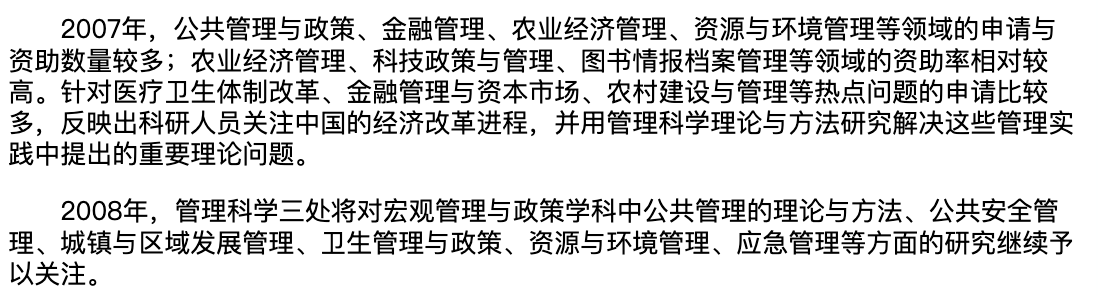 2007年，公共管理与政策、金融管理、农业经济管理、资源与环境管理等领域的申请与
资助数量较多；农业经济管理、科技政策与管理、图书情报档案管理等领域的资助率相对较
高。针对医疗卫生体制改革、金融管理与资本市场、农村建设与管理等热点问题的申请比较
多，反映出科研人员关注中国的经济改革进程，并用管理科学理论与方法研究解决这些管理实
践中提出的重要理论问题。
2008年，管理科学三处将对宏观管理与政策学科中公共管理的理论与方法、公共安全管
理、城镇与区域发展管理、卫生管理与政策、资源与环境管理、应急管理等方面的研究继续予
以关注。